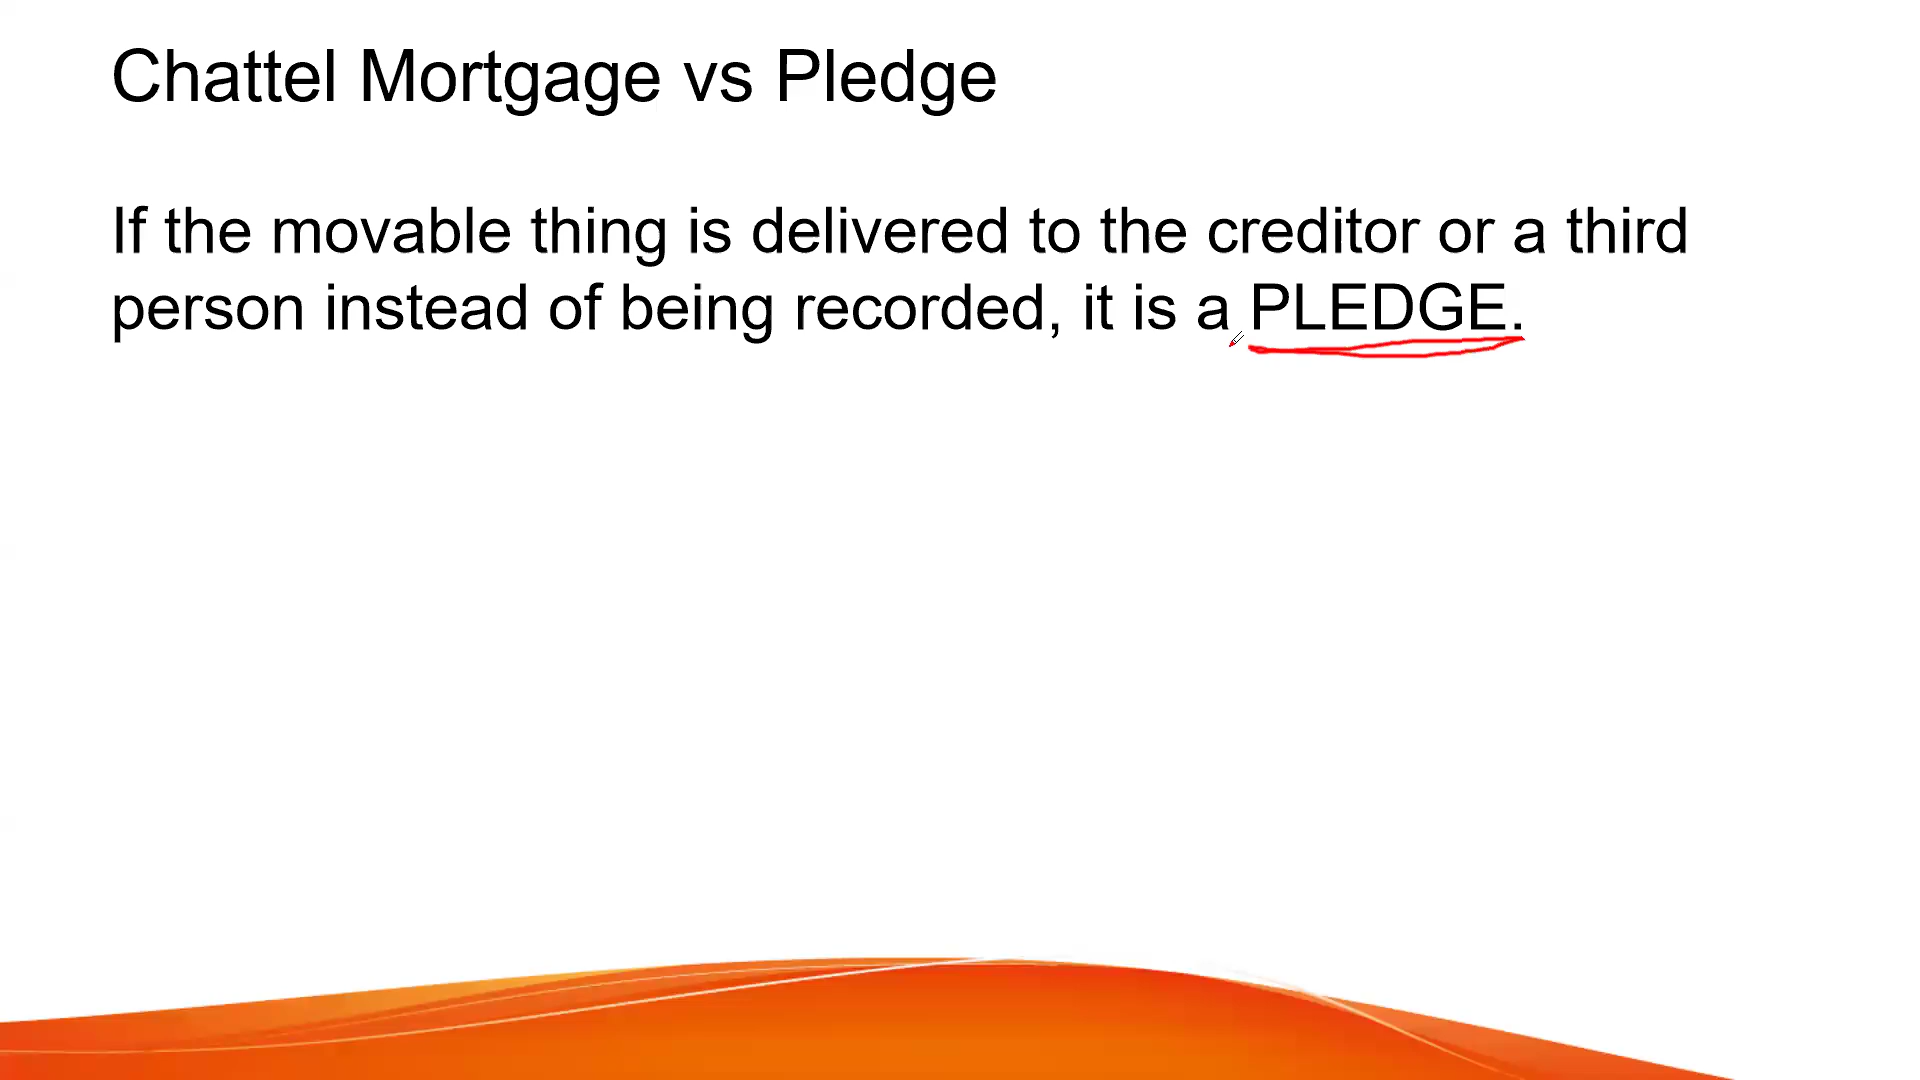 Chattel Mortgage vs Pledge
If the movable thing is delivered to the creditor or a third
person instead of being recorded, it is a PLEDGE.